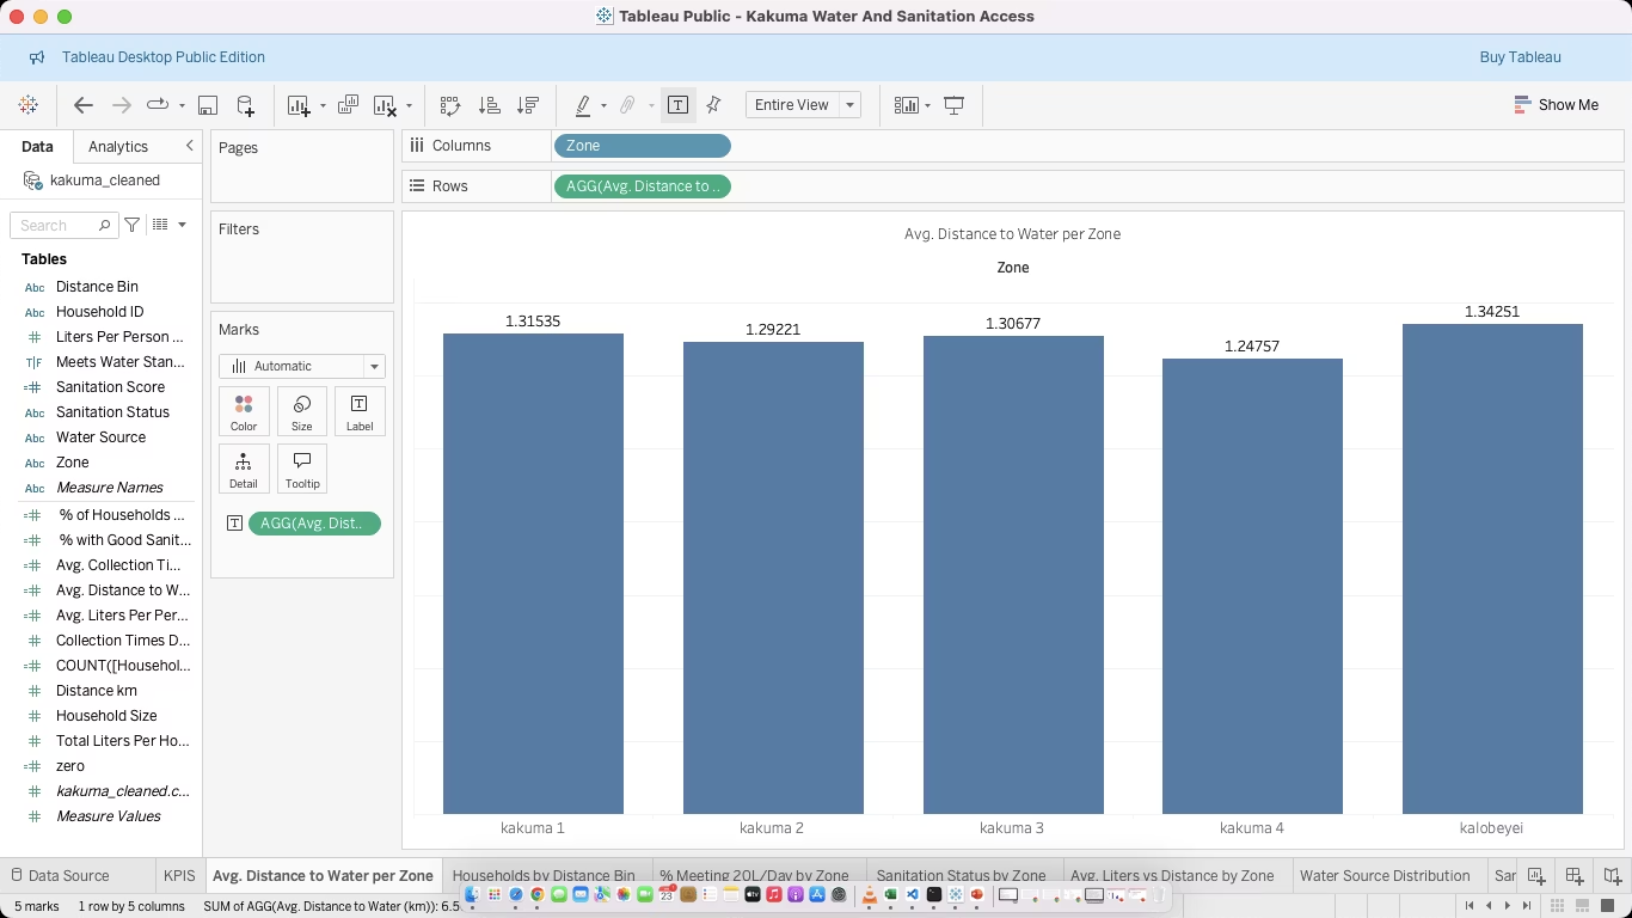 Tableau Public - Kakuma Water And Sanitation Access
Tableau Desktop Public Edition
Buy Tableau
Entire View
Show Me
Data
Analytics
kakuma_cleaned
Search
Tables
Abc Distance Bin
Abc Household ID
Liters Per Person ...
T|F Meets Water Stan...
=# Sanitation Score
Abc Sanitation Status
Abc Water Source
Abc Zone
Abc Measure Names
=# % of Households ...
=# % with Good Sanit...
=# Avg. Collection Ti...
=# Avg. Distance to W...
=# Avg. Liters Per Per...
# Collection Times D...
=# COUNT([Househol...
# Distance km
# Household Size
# Total Liters Per Ho...
=# zero
# kakuma_cleaned.c...
# Measure Values
Pages
Filters
Marks
Automatic
Color
Size
Label
Detail
Tooltip
AGG(Avg. Dist..
Columns
Zone
Rows
AGG(Avg. Distance to ..
Avg. Distance to Water per Zone
Zone
1.31535
1.29221
1.30677
1.24757
1.34251
kakuma 1
kakuma 2
kakuma 3
kakuma 4
kalobeyei
Data Source
KPIS
Avg. Distance to Water per Zone
Households by Distance Bin
% Meeting 20L/Day by Zone
Sanitation Status by Zone
Avg. Liters vs Distance by Zone
Water Source Distribution
Sar
5 marks
1 row by 5 columns
SUM of AGG(Avg. Distance to Water (km)): 6.5
23